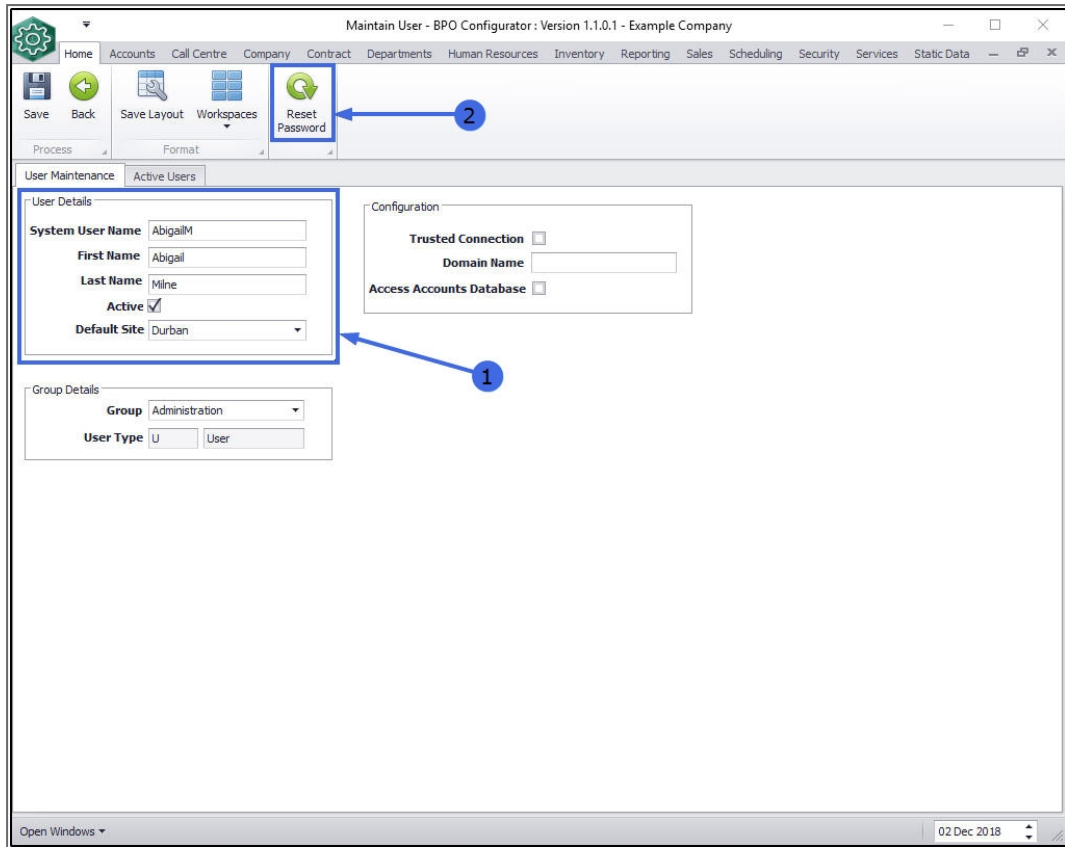 Maintain User - BPO Configurator : Version 1.1.0.1 - Example Company
Home Accounts Call Centre Company Contract Departments Human Resources Inventory Reporting Sales Scheduling Security Services Static Data
Save Back Save Layout Workspaces Reset
Password
2
Process Format
User Maintenance Active Users
User Details
System User Name AbigailM
First Name Abigail
Last Name Milne
Active
Default Site Durban
Configuration
Trusted Connection
Domain Name
Access Accounts Database
1
Group Details
Group Administration
User Type U User
Open Windows 02 Dec 2018